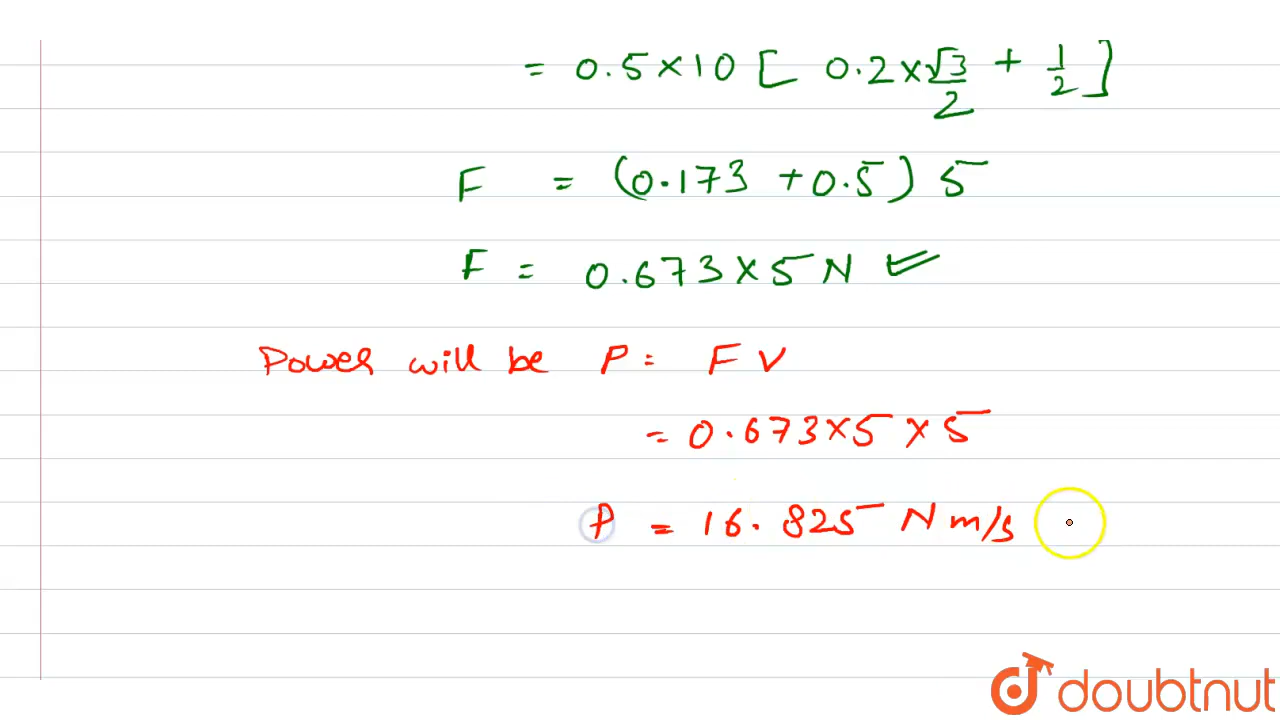 = 0.5×10 [ 0.2×√3/2 + 1/2 ]
F = (0.173 + 0.5) 5
F = 0.673×5 N
Power will be P = F V
= 0.673×5 × 5
P = 16.825 N m/s
doubtnut